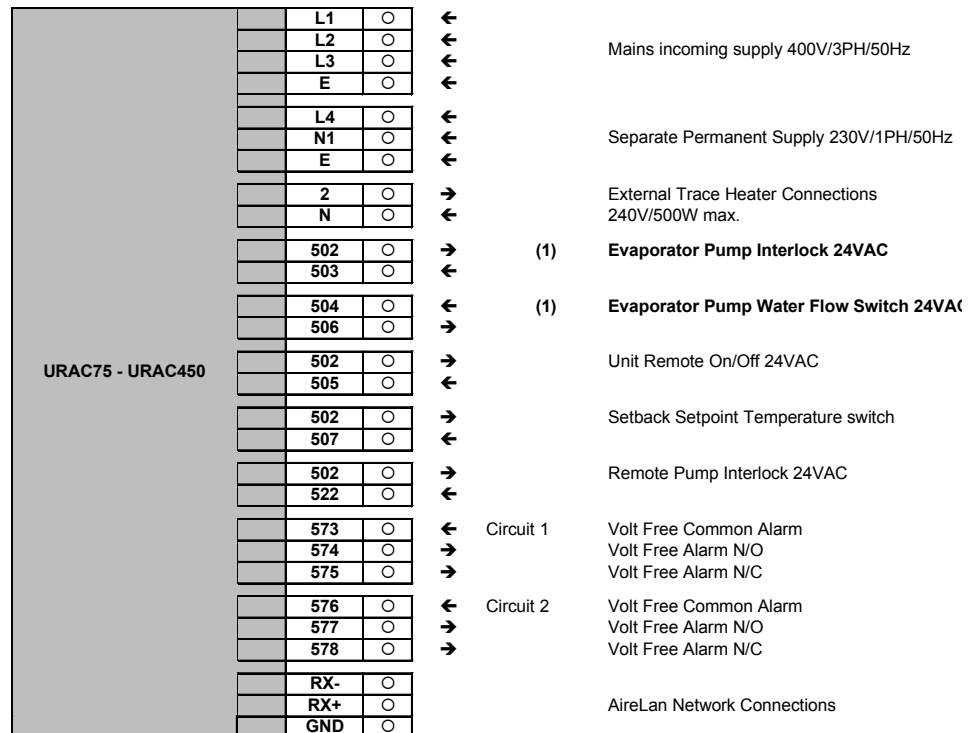 L1 ←
L2 ← Mains incoming supply 400V/3PH/50Hz
L3 ←
E ←
L4 ←
N1 ← Separate Permanent Supply 230V/1PH/50Hz
E ←
2 → External Trace Heater Connections
N ← 240V/500W max.
502 → (1) Evaporator Pump Interlock 24VAC
503 ←
504 ← (1) Evaporator Pump Water Flow Switch 24VAC
506 →
URAC75 - URAC450
502 → Unit Remote On/Off 24VAC
505 ←
502 → Setback Setpoint Temperature switch
507 ←
502 → Remote Pump Interlock 24VAC
522 ←
573 ← Circuit 1 Volt Free Common Alarm
574 → Volt Free Alarm N/O
575 → Volt Free Alarm N/C
576 ← Circuit 2 Volt Free Common Alarm
577 → Volt Free Alarm N/O
578 → Volt Free Alarm N/C
RX-
RX+ AireLan Network Connections
GND